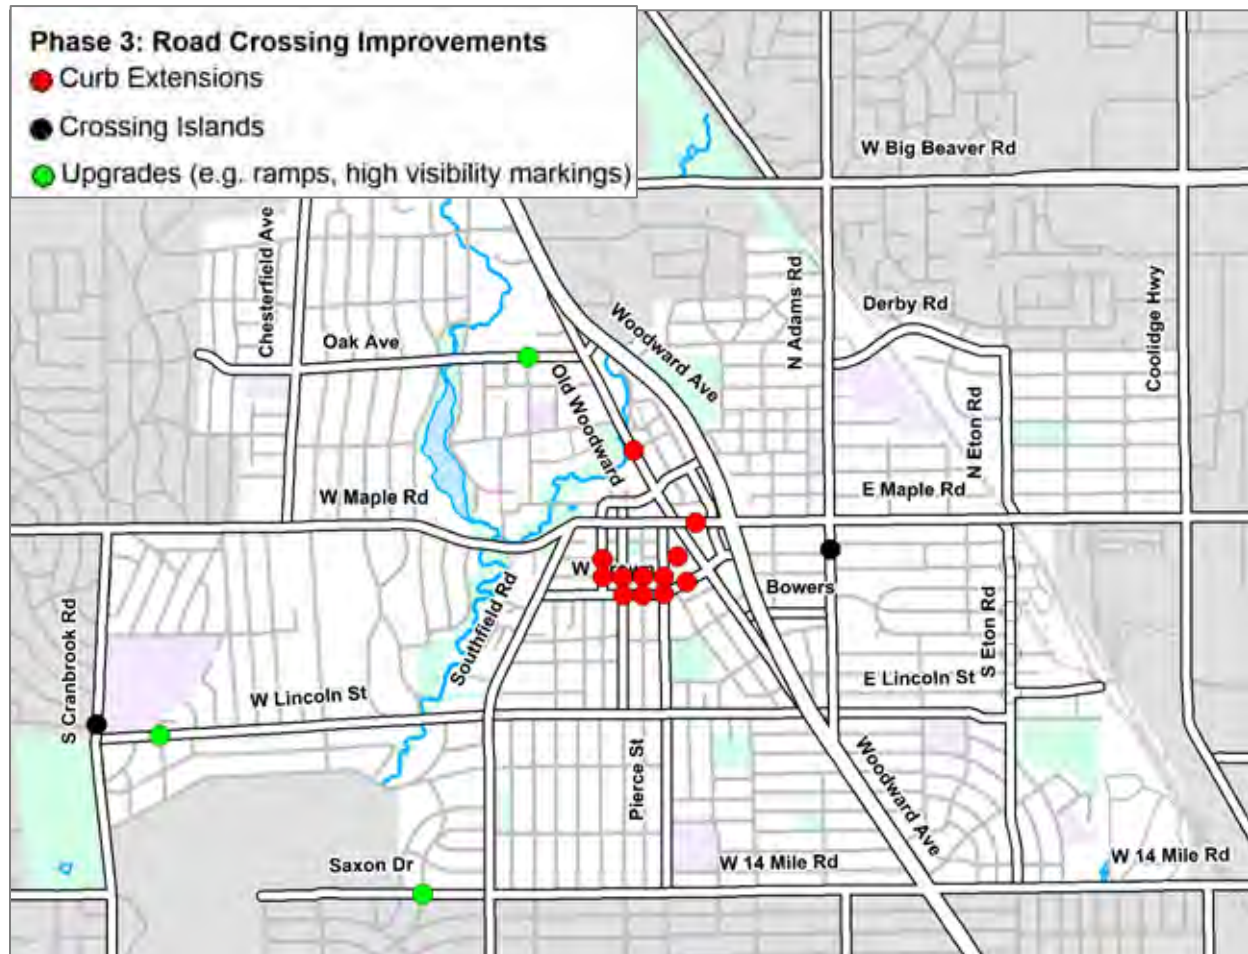 Phase 3: Road Crossing Improvements
Curb Extensions
Crossing Islands
Upgrades (e.g. ramps, high visibility markings)
W Big Beaver Rd
Chesterfield Ave
N Adams Rd
Coolidge Hwy
Derby Rd
Woodward Ave
Oak Ave
Old Woodward
N Eton Rd
W Maple Rd
E Maple Rd
W
Bowers
Southfield Rd
S Cranbrook Rd
S Eton Rd
W Lincoln St
E Lincoln St
Pierce St
Woodward Ave
Saxon Dr
W 14 Mile Rd
W 14 Mile Rd